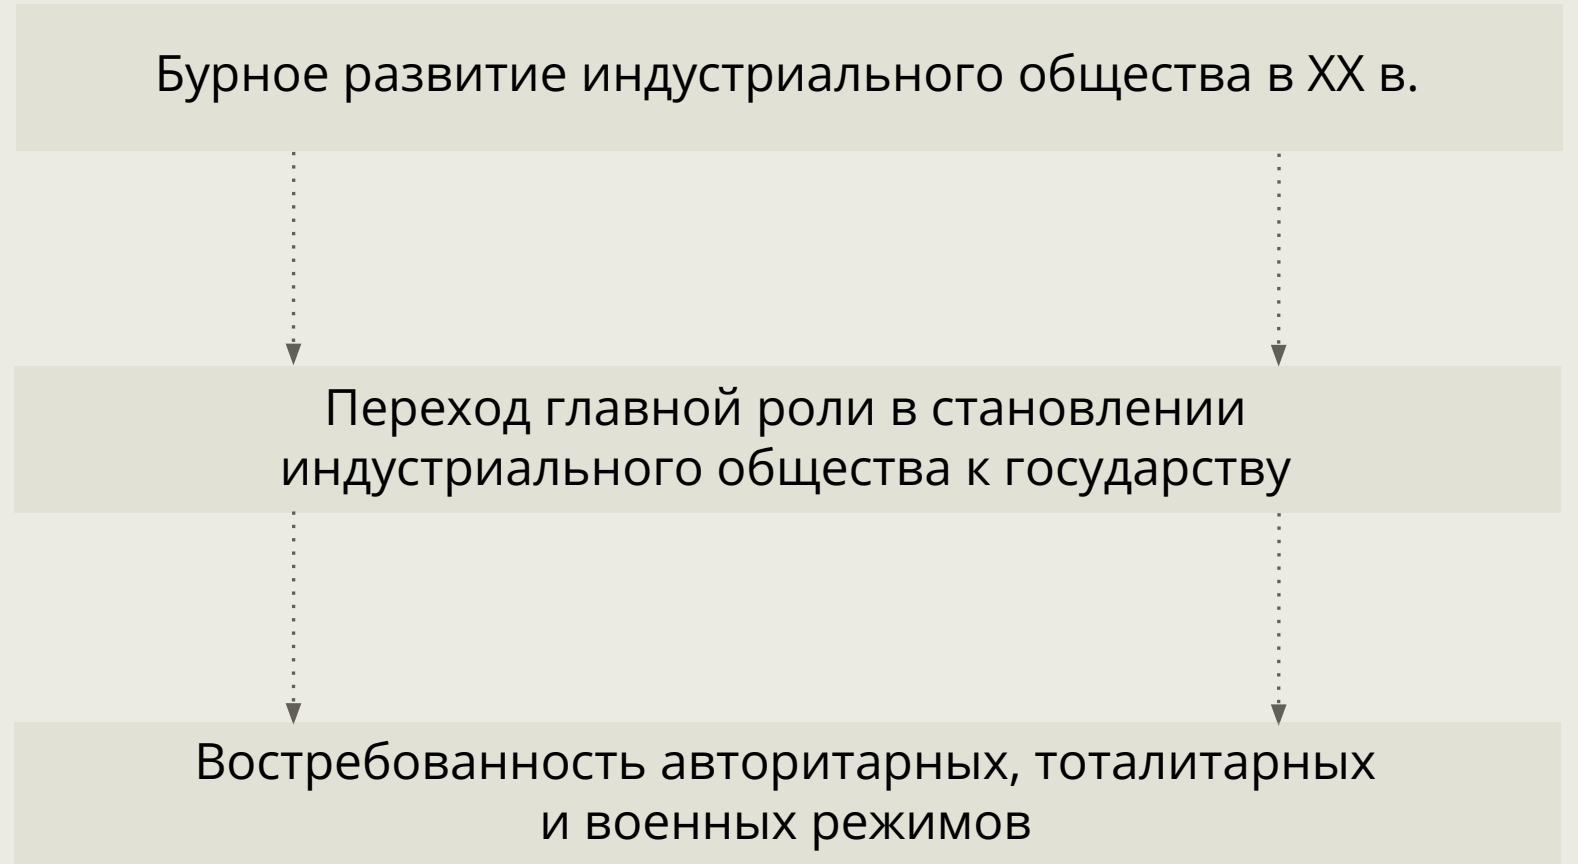 Бурное развитие индустриального общества в XX в.
Переход главной роли в становлении
индустриального общества к государству
Востребованность авторитарных, тоталитарных
и военных режимов